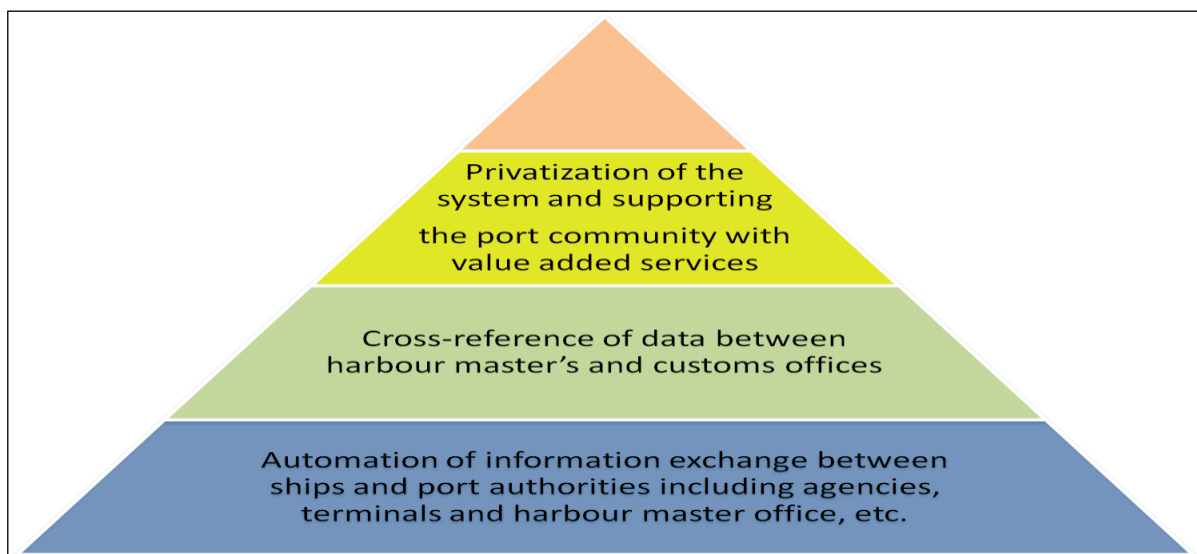 Privatization of the
system and supporting
the port community with
value added services
Cross-reference of data between
harbour master’s and customs offices
Automation of information exchange between
ships and port authorities including agencies,
terminals and harbour master office, etc.